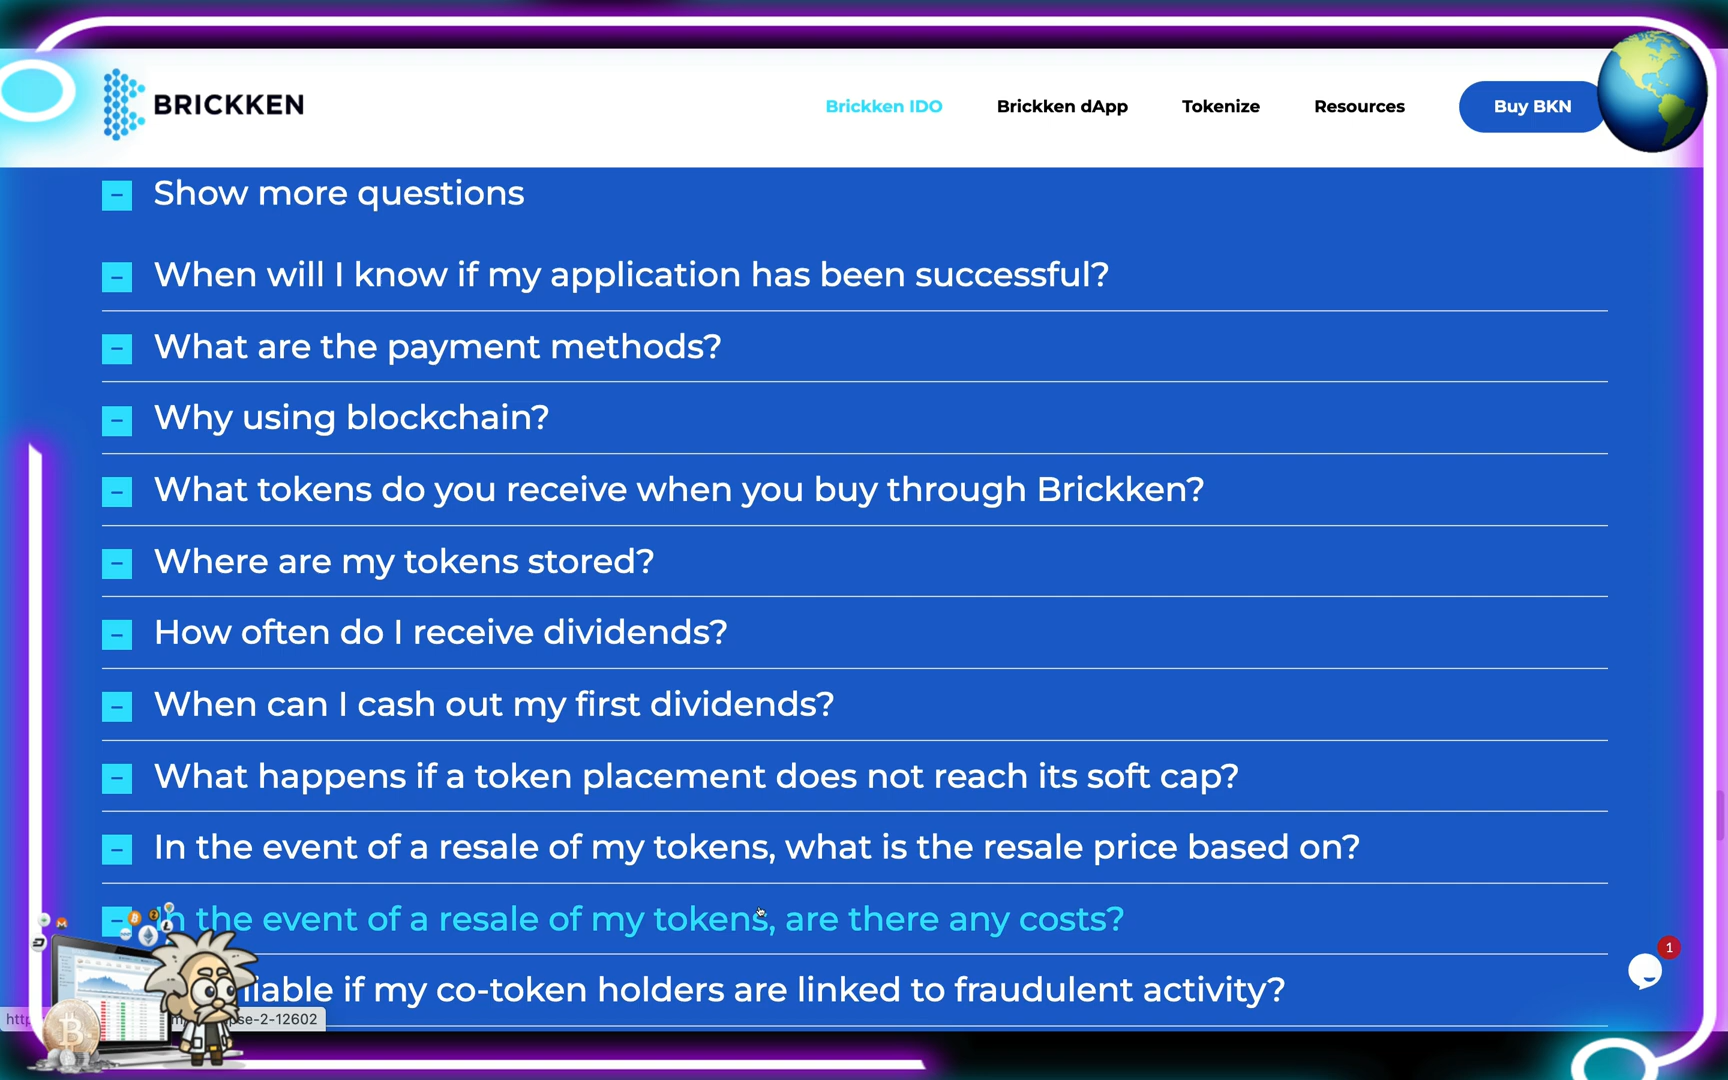 BRICKKEN
Brickken IDO
Brickken dApp
Tokenize
Resources
Buy BKN
Show more questions
When will I know if my application has been successful?
What are the payment methods?
Why using blockchain?
What tokens do you receive when you buy through Brickken?
Where are my tokens stored?
How often do I receive dividends?
When can I cash out my first dividends?
What happens if a token placement does not reach its soft cap?
In the event of a resale of my tokens, what is the resale price based on?
In the event of a resale of my tokens, are there any costs?
liable if my co-token holders are linked to fraudulent activity?
1
pse-2-12602